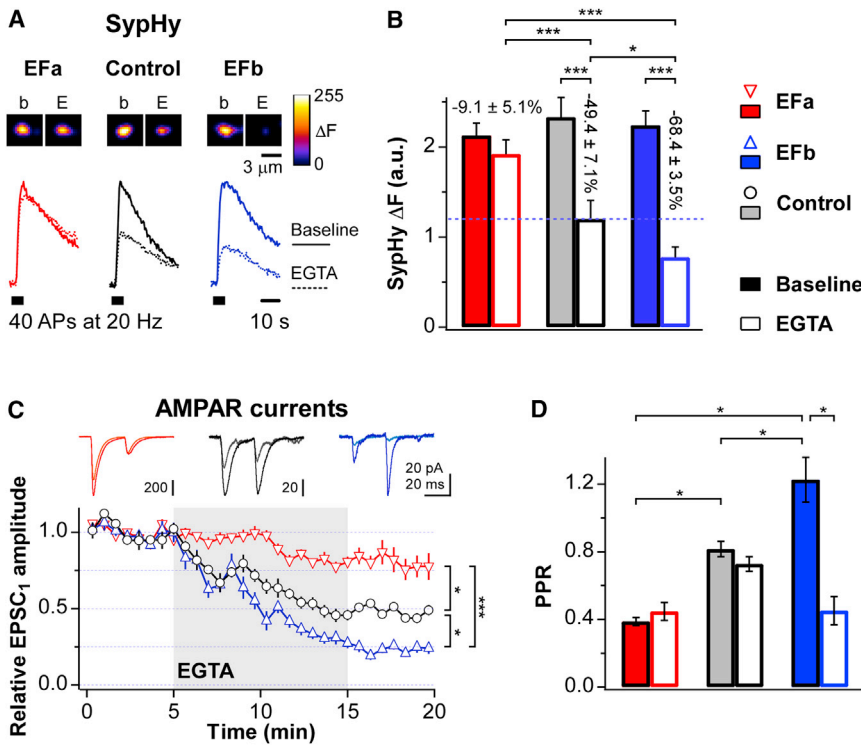 A
SypHy
EFa Control EFb
b E b E b E
255
ΔF
0
3 μm
Baseline
EGTA
40 APs at 20 Hz
10 s
B
***
***
*
***
***
-9.1 ± 5.1%
-49.4 ± 7.1%
-68.4 ± 3.5%
SypHy ΔF (a.u.)
2
1
0
EFa
EFb
Control
Baseline
EGTA
C
AMPAR currents
200
20
20 pA
20 ms
Relative EPSC1 amplitude
1.0
0.5
0.0
*
*
***
EGTA
0 5 10 15 20
Time (min)
D
*
*
*
*
PPR
1.2
0.8
0.4
0.0